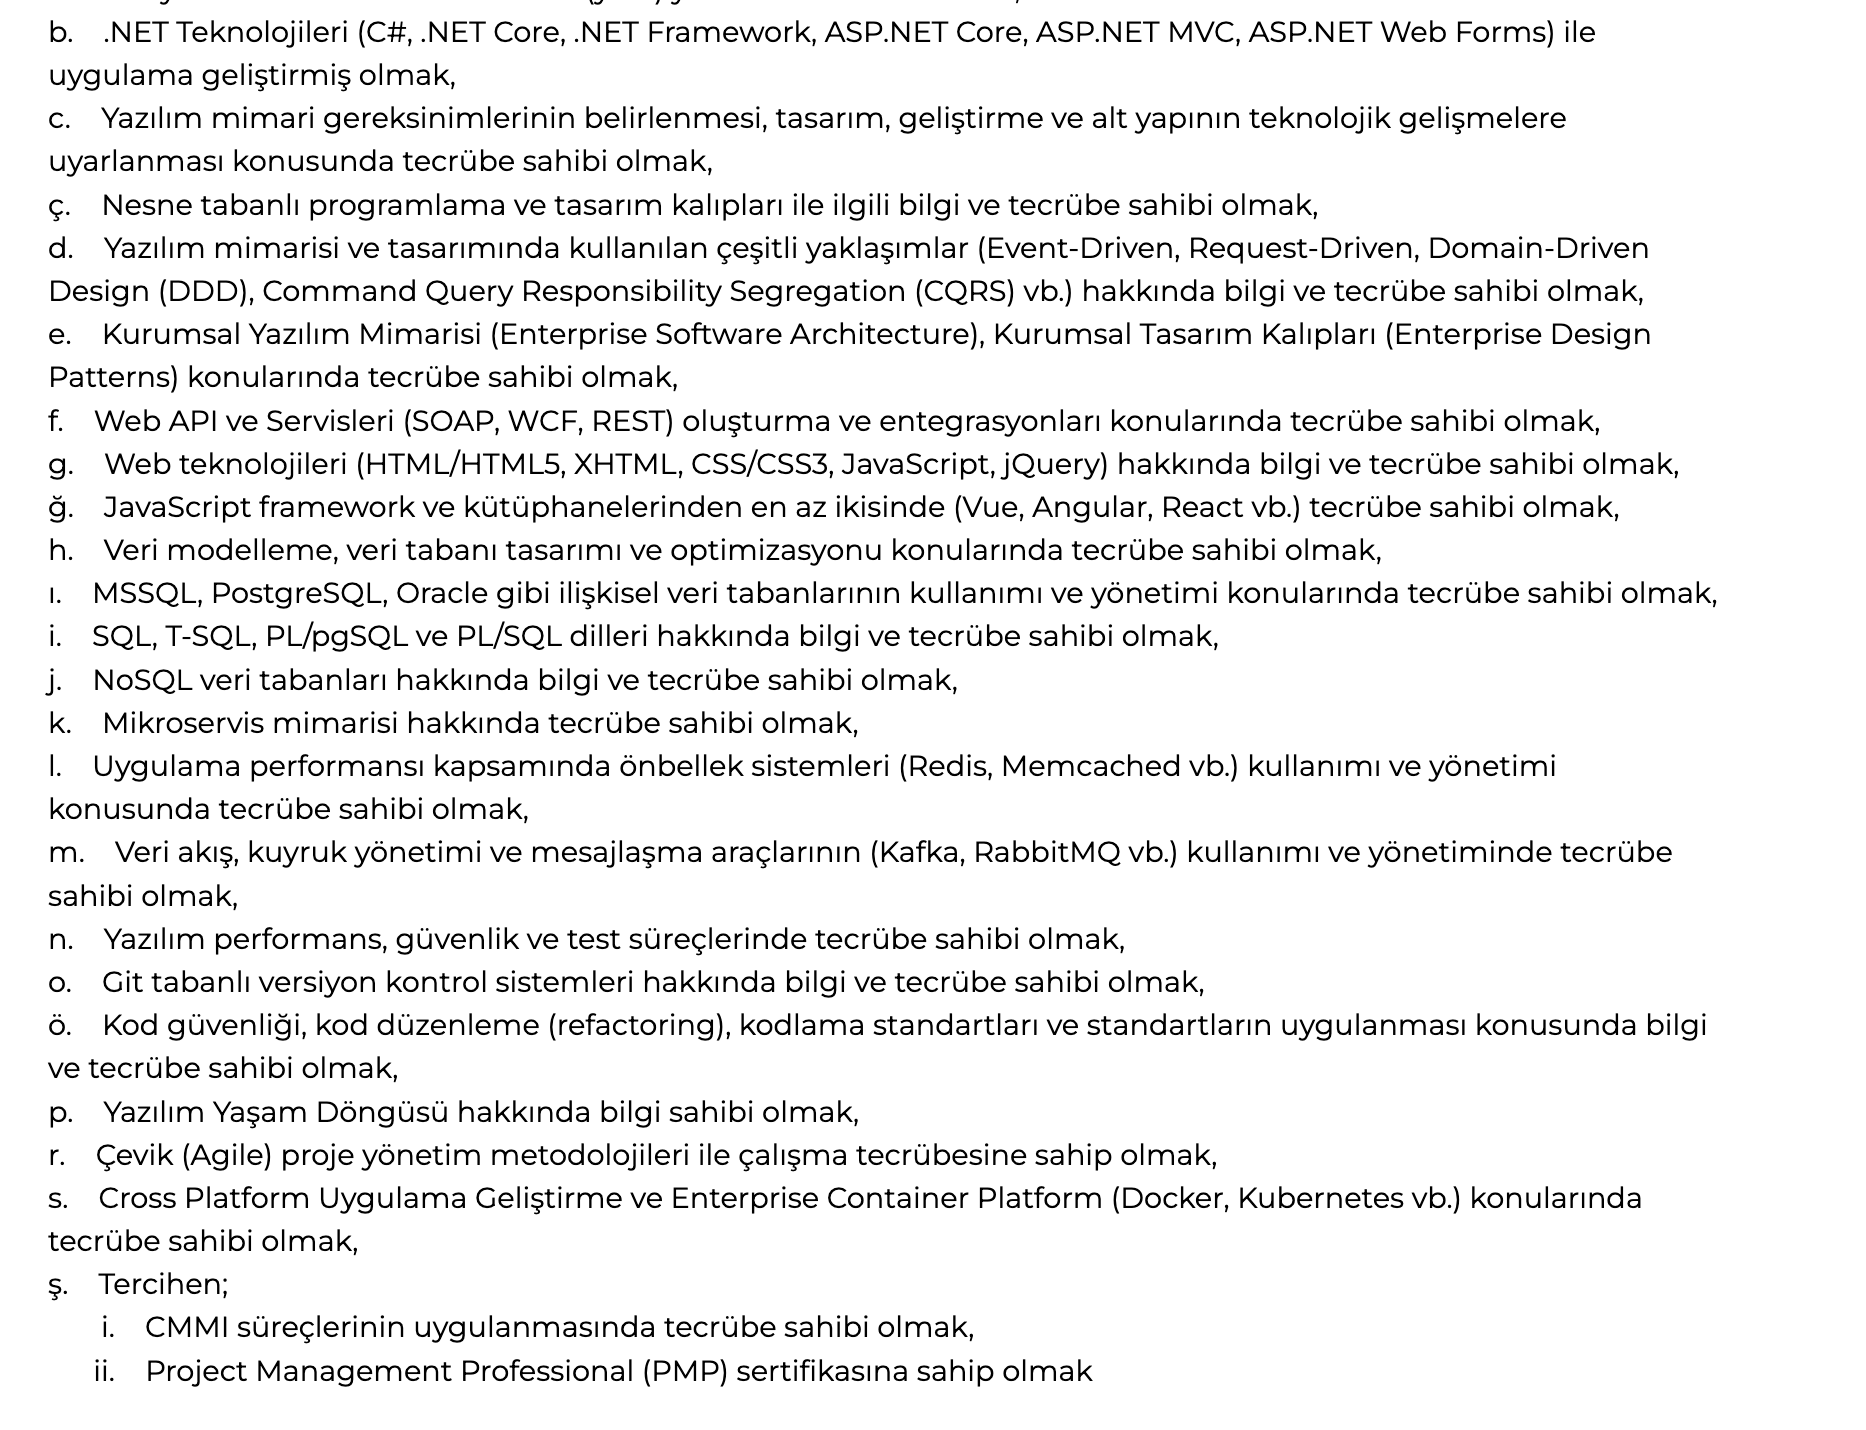 b. .NET Teknolojileri (C#, .NET Core, .NET Framework, ASP.NET Core, ASP.NET MVC, ASP.NET Web Forms) ile
uygulama geliştirmiş olmak,
c. Yazılım mimari gereksinimlerinin belirlenmesi, tasarım, geliştirme ve alt yapının teknolojik gelişmelere
uyarlanması konusunda tecrübe sahibi olmak,
ç. Nesne tabanlı programlama ve tasarım kalıpları ile ilgili bilgi ve tecrübe sahibi olmak,
d. Yazılım mimarisi ve tasarımında kullanılan çeşitli yaklaşımlar (Event-Driven, Request-Driven, Domain-Driven
Design (DDD), Command Query Responsibility Segregation (CQRS) vb.) hakkında bilgi ve tecrübe sahibi olmak,
e. Kurumsal Yazılım Mimarisi (Enterprise Software Architecture), Kurumsal Tasarım Kalıpları (Enterprise Design
Patterns) konularında tecrübe sahibi olmak,
f. Web API ve Servisleri (SOAP, WCF, REST) oluşturma ve entegrasyonları konularında tecrübe sahibi olmak,
g. Web teknolojileri (HTML/HTML5, XHTML, CSS/CSS3, JavaScript, jQuery) hakkında bilgi ve tecrübe sahibi olmak,
ğ. JavaScript framework ve kütüphanelerinden en az ikisinde (Vue, Angular, React vb.) tecrübe sahibi olmak,
h. Veri modelleme, veri tabanı tasarımı ve optimizasyonu konularında tecrübe sahibi olmak,
ı. MSSQL, PostgreSQL, Oracle gibi ilişkisel veri tabanlarının kullanımı ve yönetimi konularında tecrübe sahibi olmak,
i. SQL, T-SQL, PL/pgSQL ve PL/SQL dilleri hakkında bilgi ve tecrübe sahibi olmak,
j. NoSQL veri tabanları hakkında bilgi ve tecrübe sahibi olmak,
k. Mikroservis mimarisi hakkında tecrübe sahibi olmak,
l. Uygulama performansı kapsamında önbellek sistemleri (Redis, Memcached vb.) kullanımı ve yönetimi
konusunda tecrübe sahibi olmak,
m. Veri akış, kuyruk yönetimi ve mesajlaşma araçlarının (Kafka, RabbitMQ vb.) kullanımı ve yönetiminde tecrübe
sahibi olmak,
n. Yazılım performans, güvenlik ve test süreçlerinde tecrübe sahibi olmak,
o. Git tabanlı versiyon kontrol sistemleri hakkında bilgi ve tecrübe sahibi olmak,
ö. Kod güvenliği, kod düzenleme (refactoring), kodlama standartları ve standartların uygulanması konusunda bilgi
ve tecrübe sahibi olmak,
p. Yazılım Yaşam Döngüsü hakkında bilgi sahibi olmak,
r. Çevik (Agile) proje yönetim metodolojileri ile çalışma tecrübesine sahip olmak,
s. Cross Platform Uygulama Geliştirme ve Enterprise Container Platform (Docker, Kubernetes vb.) konularında
tecrübe sahibi olmak,
ş. Tercihen;
i. CMMI süreçlerinin uygulanmasında tecrübe sahibi olmak,
ii. Project Management Professional (PMP) sertifikasına sahip olmak